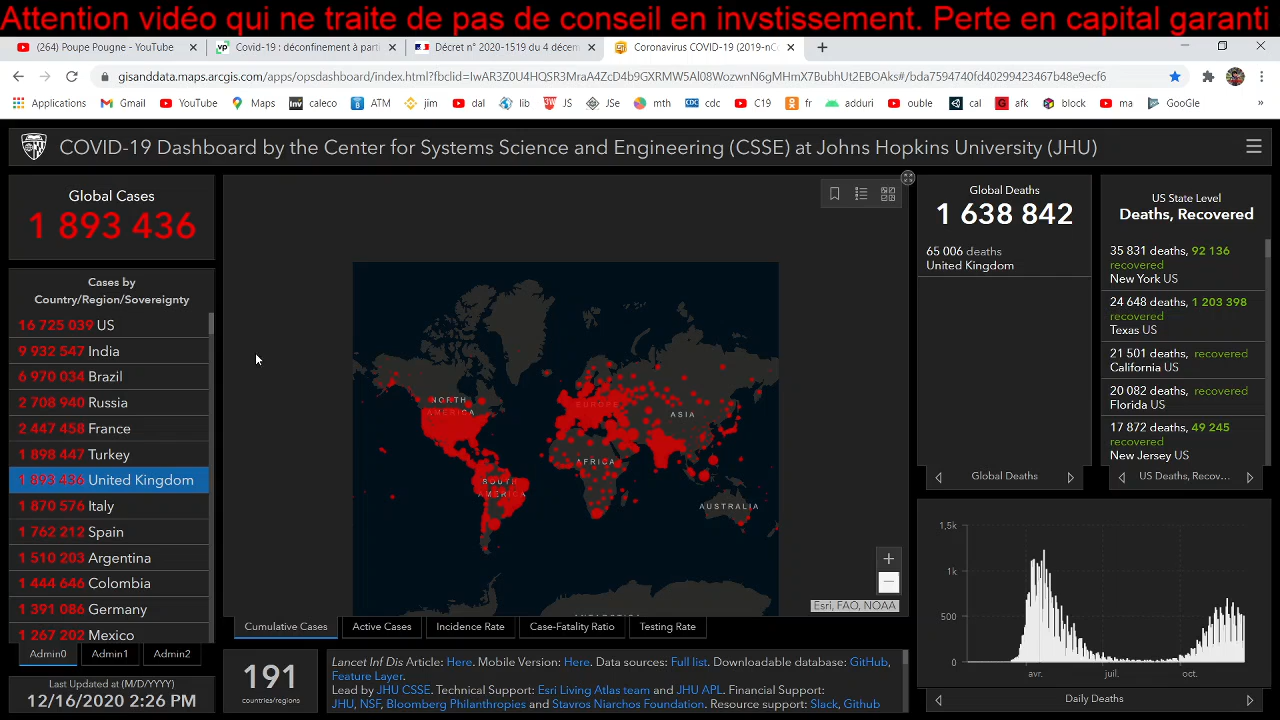 Attention vidéo qui ne traite de pas de conseil en invstissement. Perte en capital garanti
(264) Poupe Pougne - YouTube
Covid-19 : déconfinement à parti
Décret n° 2020-1519 du 4 décem
Coronavirus COVID-19 (2019-nCo
gisanddata.maps.arcgis.com/apps/opsdashboard/index.html?fbclid=IwAR3Z0U4HQSR3MraA4ZcD4b9gXRMW5Al08WozwnN6gMHmX7BubhUt2EBOAks#/bda7594740fd40299423467b48e9ecf6
Applications Gmail YouTube Maps caleco ATM jim dal lib JS JSe mth cdc C19 fr adduri ouble cal afk block ma GooGle
COVID-19 Dashboard by the Center for Systems Science and Engineering (CSSE) at Johns Hopkins University (JHU)
Global Cases
1 893 436
Cases by
Country/Region/Sovereignty
16 725 039 US
9 932 547 India
6 970 034 Brazil
2 708 940 Russia
2 447 458 France
1 898 447 Turkey
1 893 436 United Kingdom
1 870 576 Italy
1 762 212 Spain
1 510 203 Argentina
1 444 646 Colombia
1 391 086 Germany
1 267 202 Mexico
Admin0 Admin1 Admin2
Last Updated at (M/D/YYYY)
12/16/2020 2:26 PM
NORTH
AMERICA
EUROPE
ASIA
AFRICA
SOUTH
AMERICA
AUSTRALIA
Esri, FAO, NOAA
Cumulative Cases Active Cases Incidence Rate Case-Fatality Ratio Testing Rate
191
countries/regions
Lancet Inf Dis Article: Here. Mobile Version: Here. Data sources: Full list. Downloadable database: GitHub,
Feature Layer.
Lead by JHU CSSE. Technical Support: Esri Living Atlas team and JHU APL. Financial Support:
JHU, NSF, Bloomberg Philanthropies and Stavros Niarchos Foundation. Resource support: Slack, Github
Global Deaths
1 638 842
65 006 deaths
United Kingdom
Global Deaths
US State Level
Deaths, Recovered
35 831 deaths, 92 136
recovered
New York US
24 648 deaths, 1 203 398
recovered
Texas US
21 501 deaths, recovered
California US
20 082 deaths, recovered
Florida US
17 872 deaths, 49 245
recovered
New Jersey US
US Deaths, Recov...
1,5k
1k
500
0
avr. juil. oct.
Daily Deaths